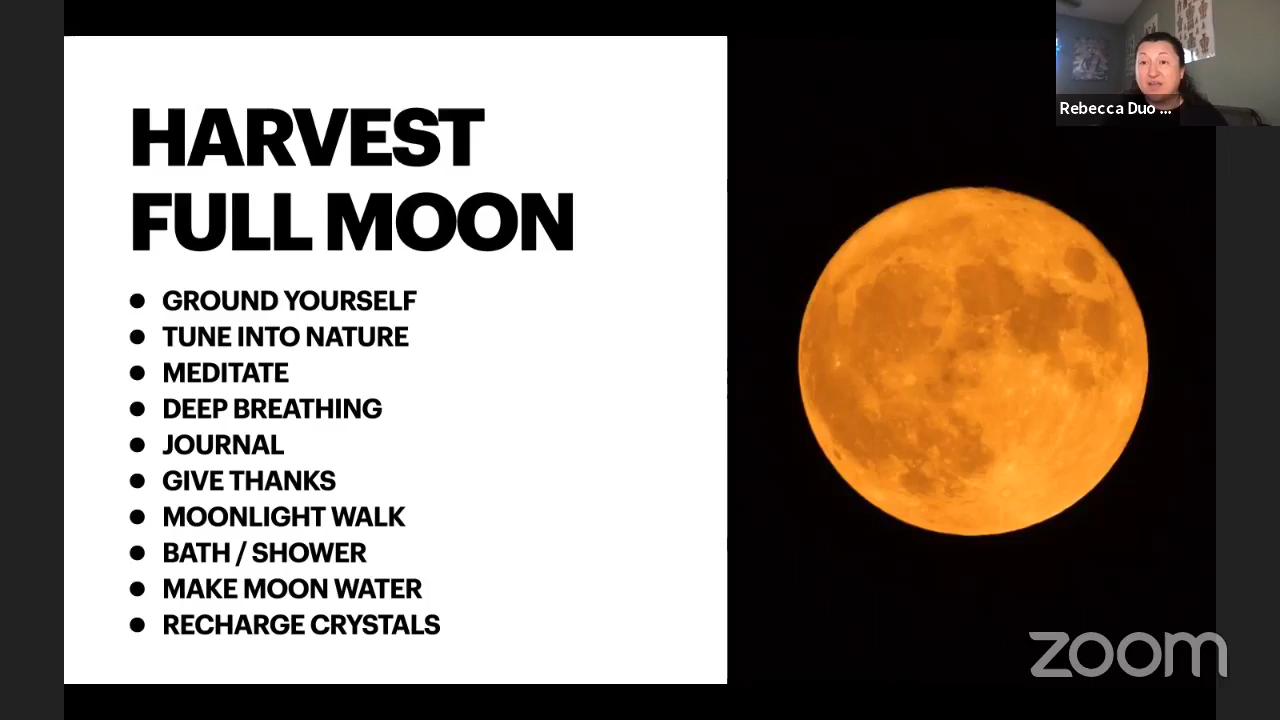 HARVEST
FULL MOON
● GROUND YOURSELF
● TUNE INTO NATURE
● MEDITATE
● DEEP BREATHING
● JOURNAL
● GIVE THANKS
● MOONLIGHT WALK
● BATH / SHOWER
● MAKE MOON WATER
● RECHARGE CRYSTALS
Rebecca Duo ...
zoom